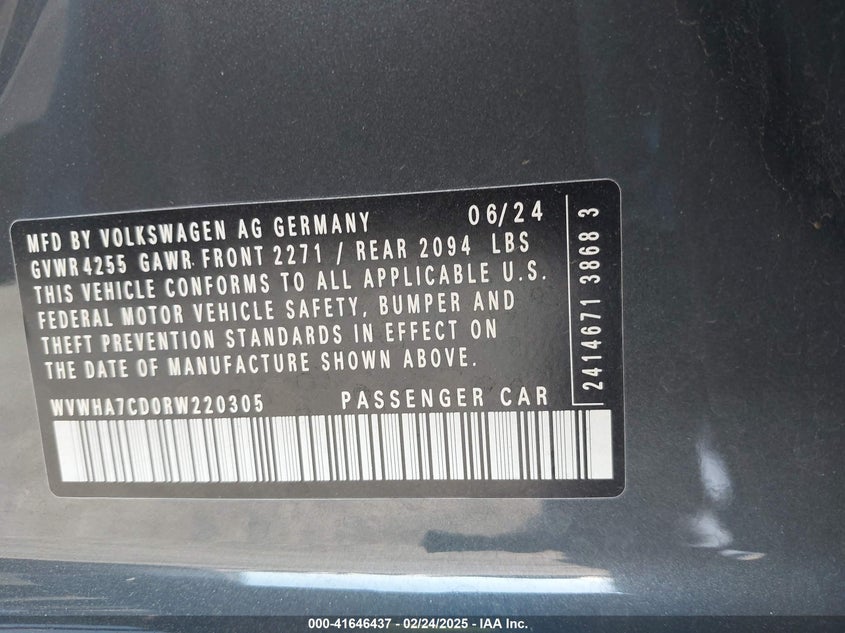 MFD BY VOLKSWAGEN AG GERMANY 06/24
GVWR 4255 GAWR FRONT 2271 / REAR 2094 LBS
THIS VEHICLE CONFORMS TO ALL APPLICABLE U.S.
FEDERAL MOTOR VEHICLE SAFETY, BUMPER AND
THEFT PREVENTION STANDARDS IN EFFECT ON
THE DATE OF MANUFACTURE SHOWN ABOVE.
WVWHA7CD0RW220305 PASSENGER CAR
2414671 3868 3
000-41646437 - 02/24/2025 - IAA Inc.